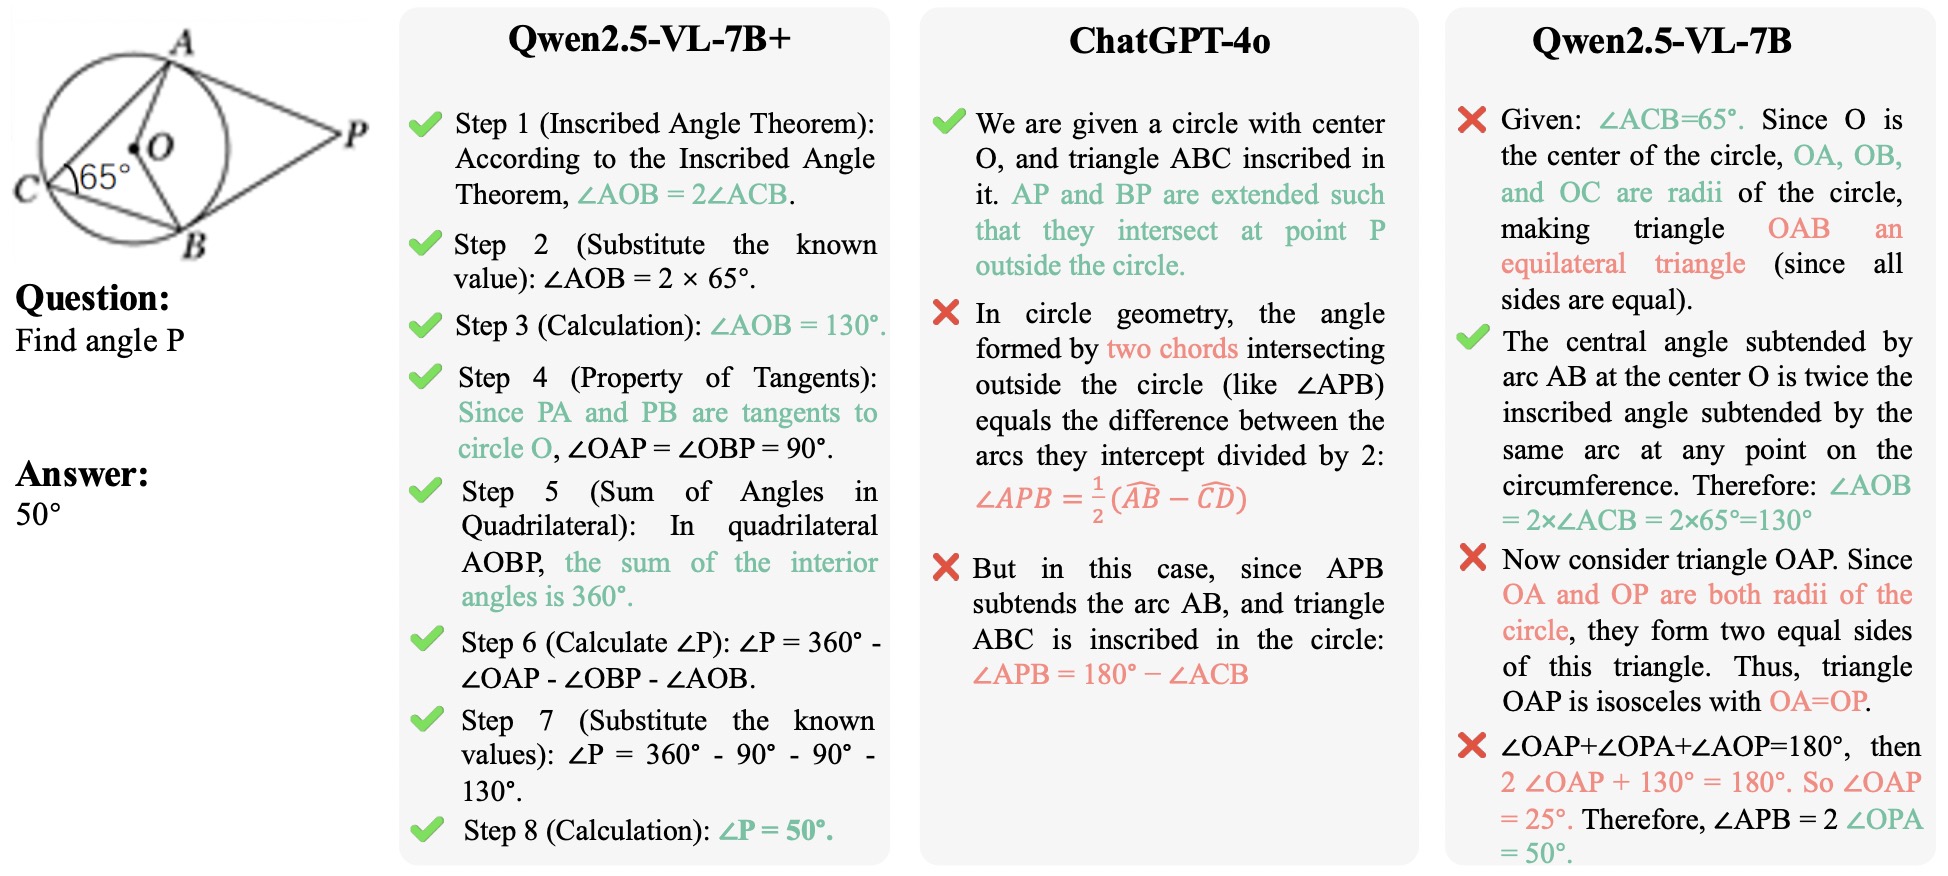 A
O
P
65°
C
B
Question:
Find angle P
Answer:
50°
Qwen2.5-VL-7B+
Step 1 (Inscribed Angle Theorem):
According to the Inscribed Angle
Theorem, ∠AOB = 2∠ACB.
Step 2 (Substitute the known
value): ∠AOB = 2 × 65°.
Step 3 (Calculation): ∠AOB = 130°.
Step 4 (Property of Tangents):
Since PA and PB are tangents to
circle O, ∠OAP = ∠OBP = 90°.
Step 5 (Sum of Angles in
Quadrilateral): In quadrilateral
AOBP, the sum of the interior
angles is 360°.
Step 6 (Calculate ∠P): ∠P = 360° -
∠OAP - ∠OBP - ∠AOB.
Step 7 (Substitute the known
values): ∠P = 360° - 90° - 90° -
130°.
Step 8 (Calculation): ∠P = 50°.
ChatGPT-4o
We are given a circle with center
O, and triangle ABC inscribed in
it. AP and BP are extended such
that they intersect at point P
outside the circle.
In circle geometry, the angle
formed by two chords intersecting
outside the circle (like ∠APB)
equals the difference between the
arcs they intercept divided by 2:
∠APB = 1/2 (A͡B − C͡D)
But in this case, since APB
subtends the arc AB, and triangle
ABC is inscribed in the circle:
∠APB = 180° − ∠ACB
Qwen2.5-VL-7B
Given: ∠ACB=65°. Since O is
the center of the circle, OA, OB,
and OC are radii of the circle,
making triangle OAB an
equilateral triangle (since all
sides are equal).
The central angle subtended by
arc AB at the center O is twice the
inscribed angle subtended by the
same arc at any point on the
circumference. Therefore: ∠AOB
= 2×∠ACB = 2×65°=130°
Now consider triangle OAP. Since
OA and OP are both radii of the
circle, they form two equal sides
of this triangle. Thus, triangle
OAP is isosceles with OA=OP.
∠OAP+∠OPA+∠AOP=180°, then
2 ∠OAP + 130° = 180°. So ∠OAP
= 25°. Therefore, ∠APB = 2 ∠OPA
= 50°.